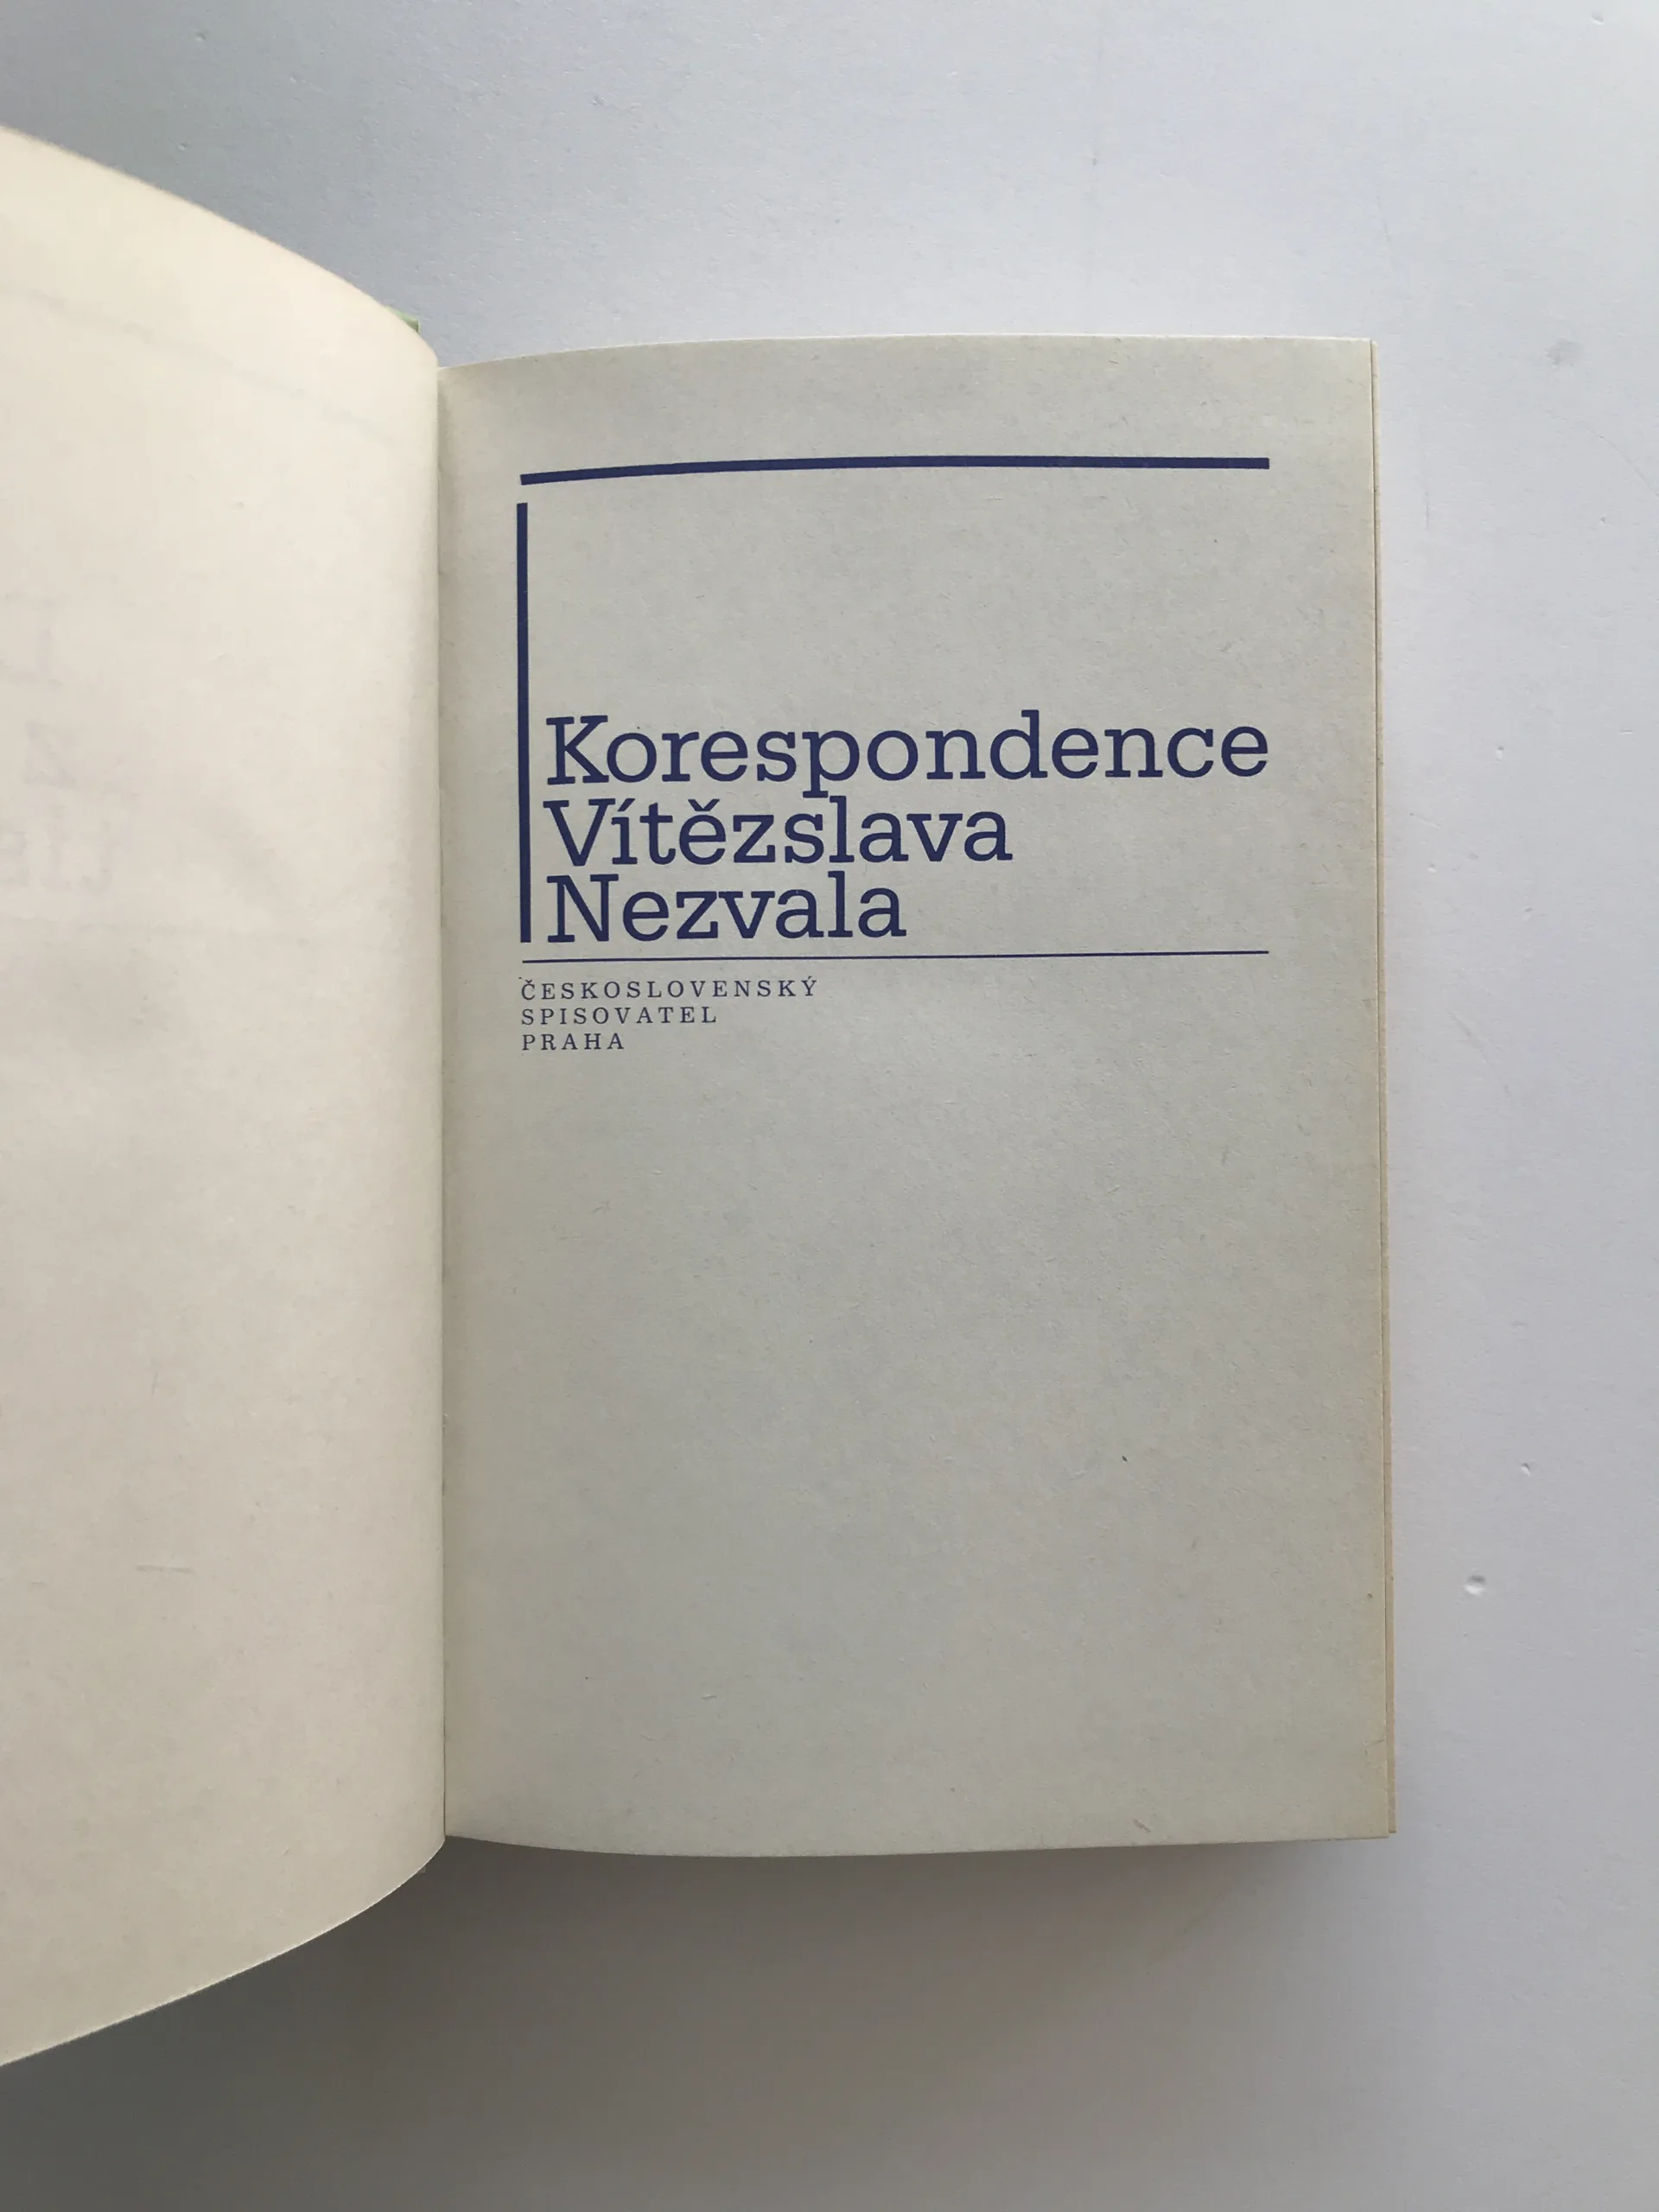 Korespondence
Vítězslava
Nezvala
ČESKOSLOVENSKÝ
SPISOVATEL
PRAHA